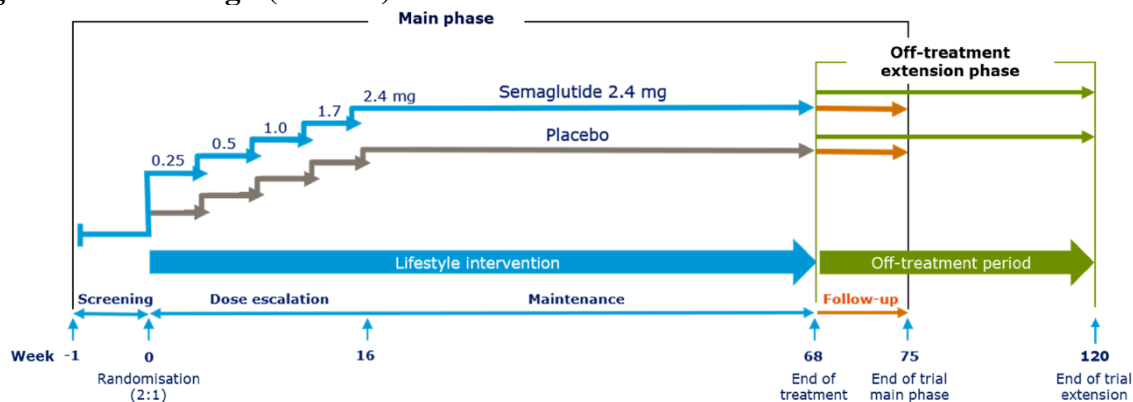 Main phase
Off-treatment
extension phase
2.4 mg
Semaglutide 2.4 mg
1.7
1.0
0.5
0.25
Placebo
Lifestyle intervention
Off-treatment period
Screening
Dose escalation
Maintenance
Follow-up
Week -1 0 16 68 75 120
Randomisation
(2:1)
End of
treatment
End of trial
main phase
End of trial
extension